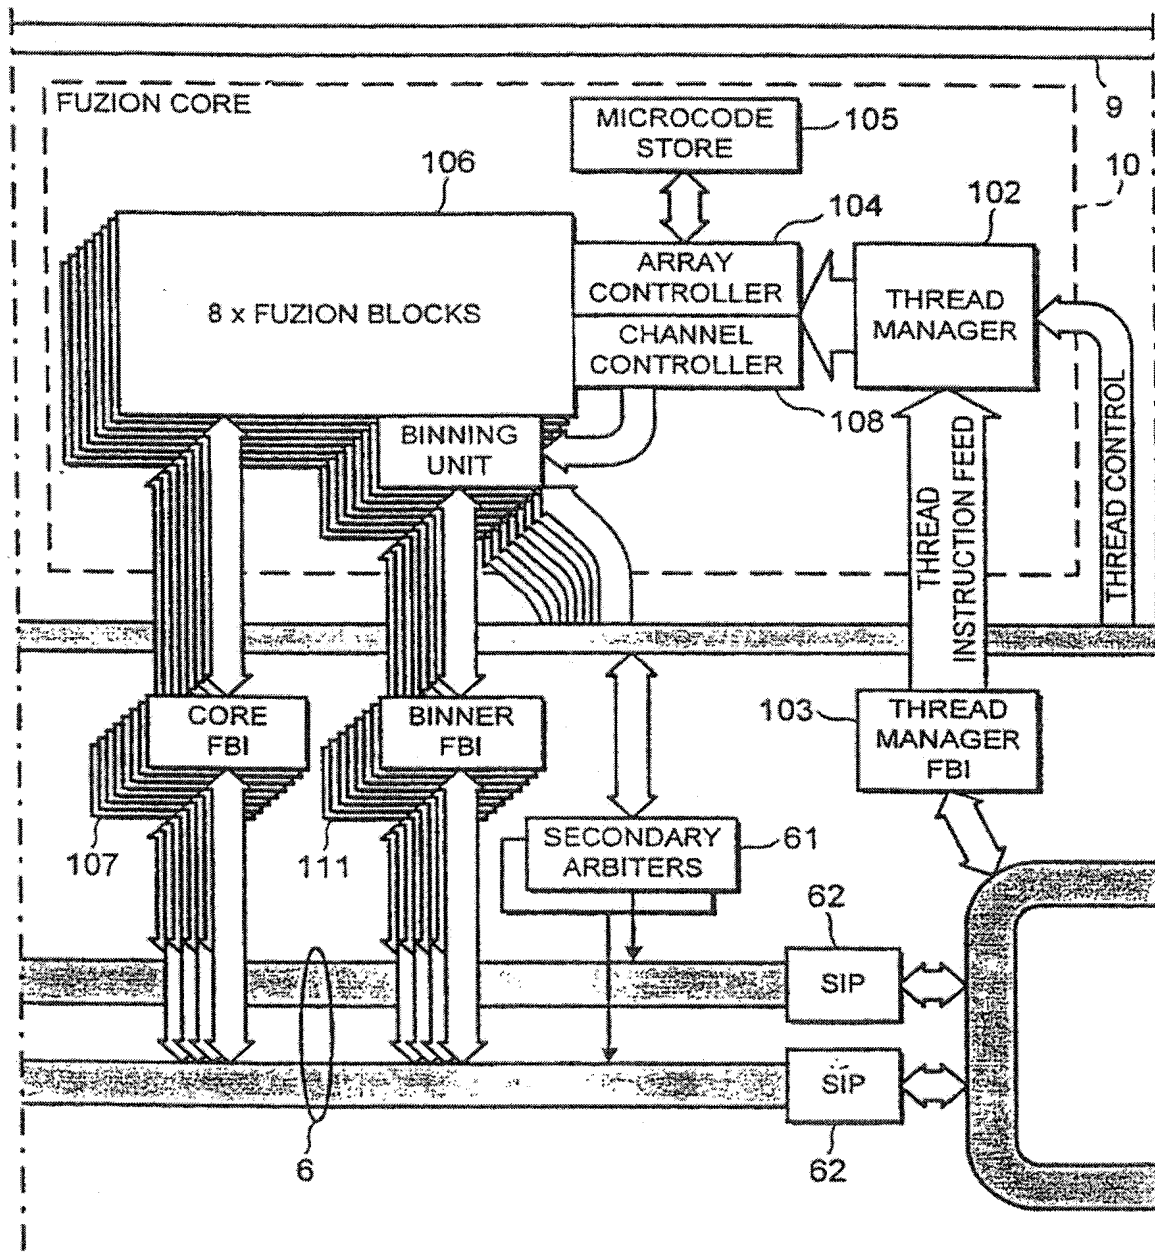 FUZION CORE
9
MICROCODE
STORE
105
10
106
104
102
8 x FUZION BLOCKS
ARRAY
CONTROLLER
THREAD
MANAGER
CHANNEL
CONTROLLER
108
BINNING
UNIT
THREAD
INSTRUCTION FEED
THREAD CONTROL
CORE
FBI
BINNER
FBI
103
THREAD
MANAGER
FBI
107
111
SECONDARY
ARBITERS
61
62
SIP
SIP
6
62